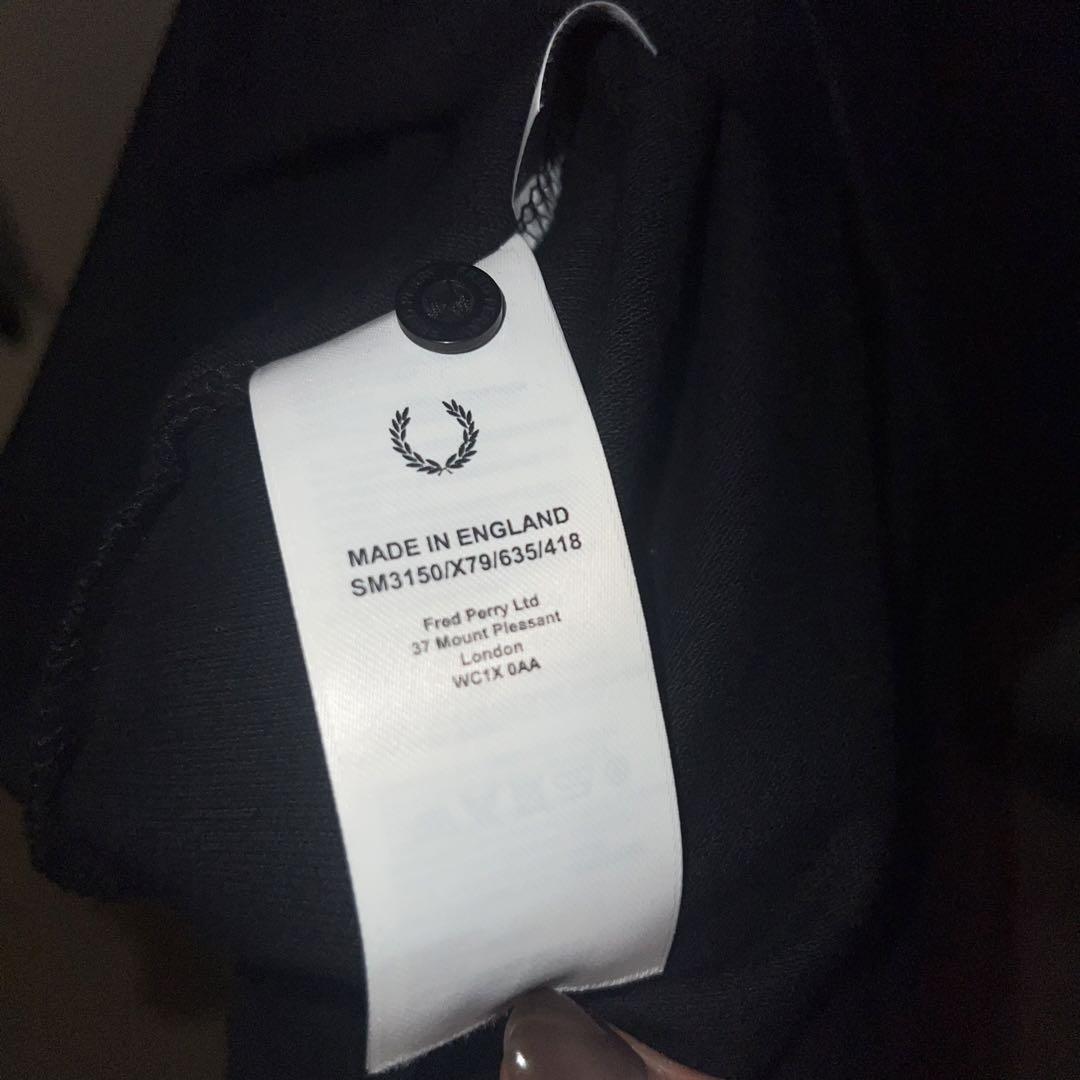 MADE IN ENGLAND
SM3150/X79/635/418
Fred Perry Ltd
37 Mount Pleasant
London
WC1X 0AA